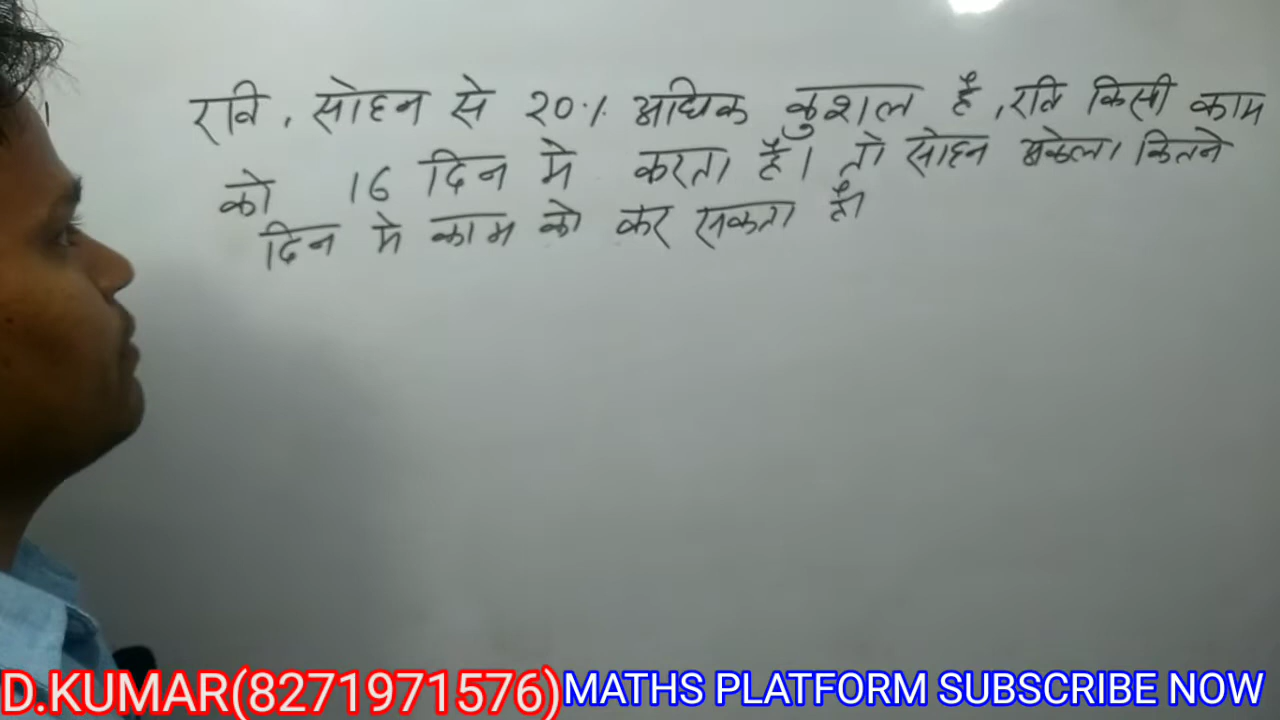 रवि, सोहन से 20% अधिक कुशल है, रवि किसी काम
को 16 दिन मे करता है। तो सोहन अकेला कितने
दिन मे काम को कर सकता है।
D.KUMAR(8271971576) MATHS PLATFORM SUBSCRIBE NOW